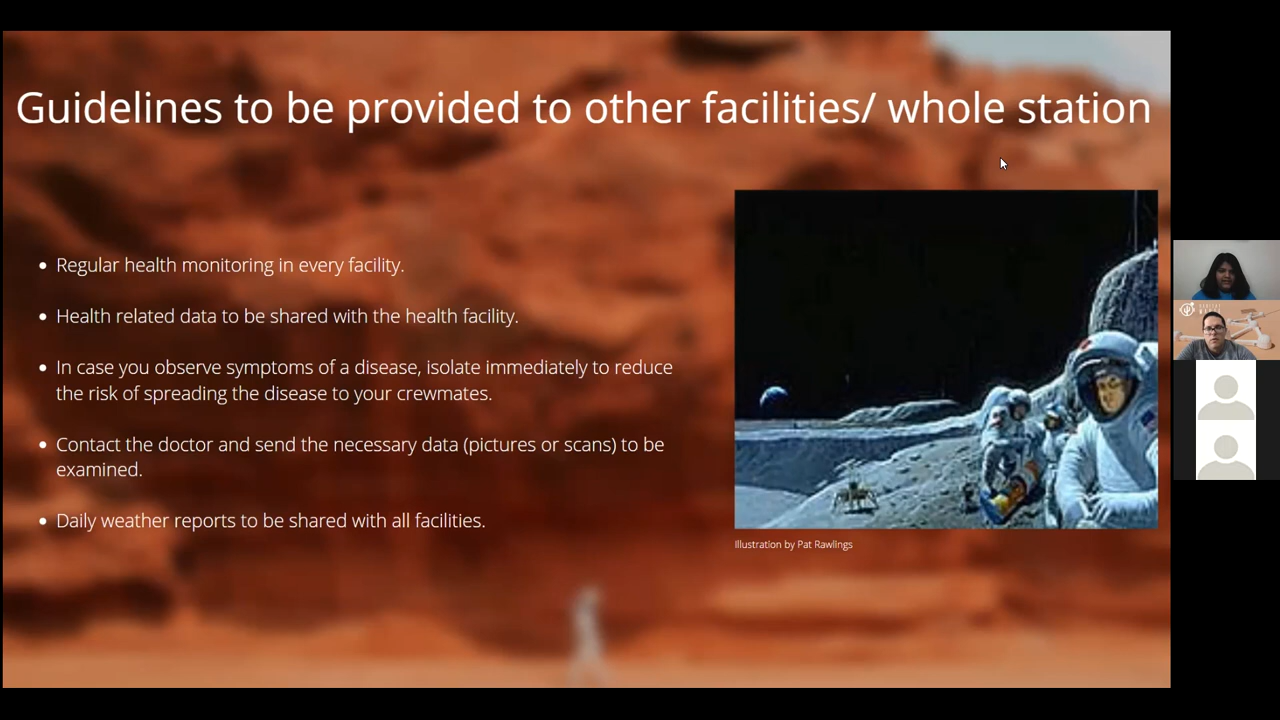 Guidelines to be provided to other facilities/ whole station
• Regular health monitoring in every facility.
• Health related data to be shared with the health facility.
• In case you observe symptoms of a disease, isolate immediately to reduce
the risk of spreading the disease to your crewmates.
• Contact the doctor and send the necessary data (pictures or scans) to be
examined.
• Daily weather reports to be shared with all facilities.
Illustration by Pat Rawlings